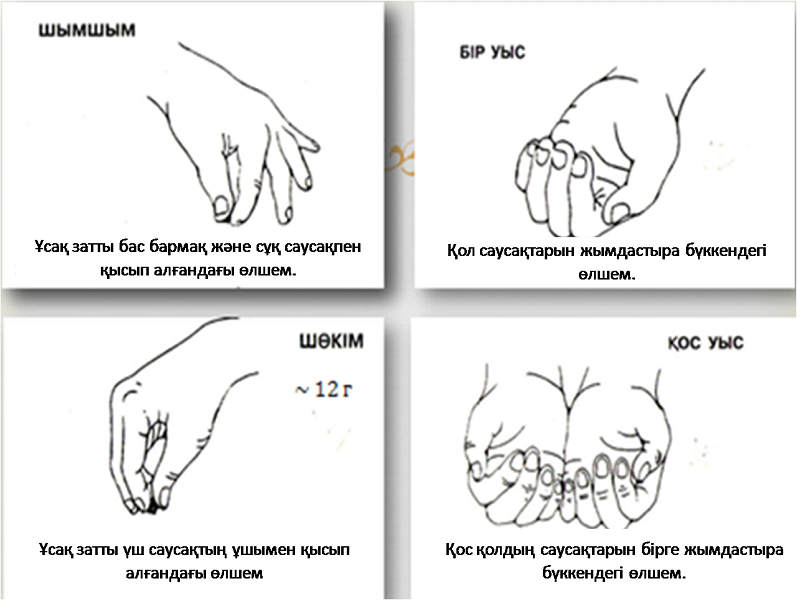 ШЫМШЫМ
Ұсақ затты бас бармақ және сұқ саусақпен
қысып алғандағы өлшем.
БІР УЫС
Қол саусақтарын жымдастыра бүккендегі
өлшем.
ШӨКІМ
~ 12 г
Ұсақ затты үш саусақтың ұшымен қысып
алғандағы өлшем
ҚОС УЫС
Қос қолдың саусақтарын бірге жымдастыра
бүккендегі өлшем.